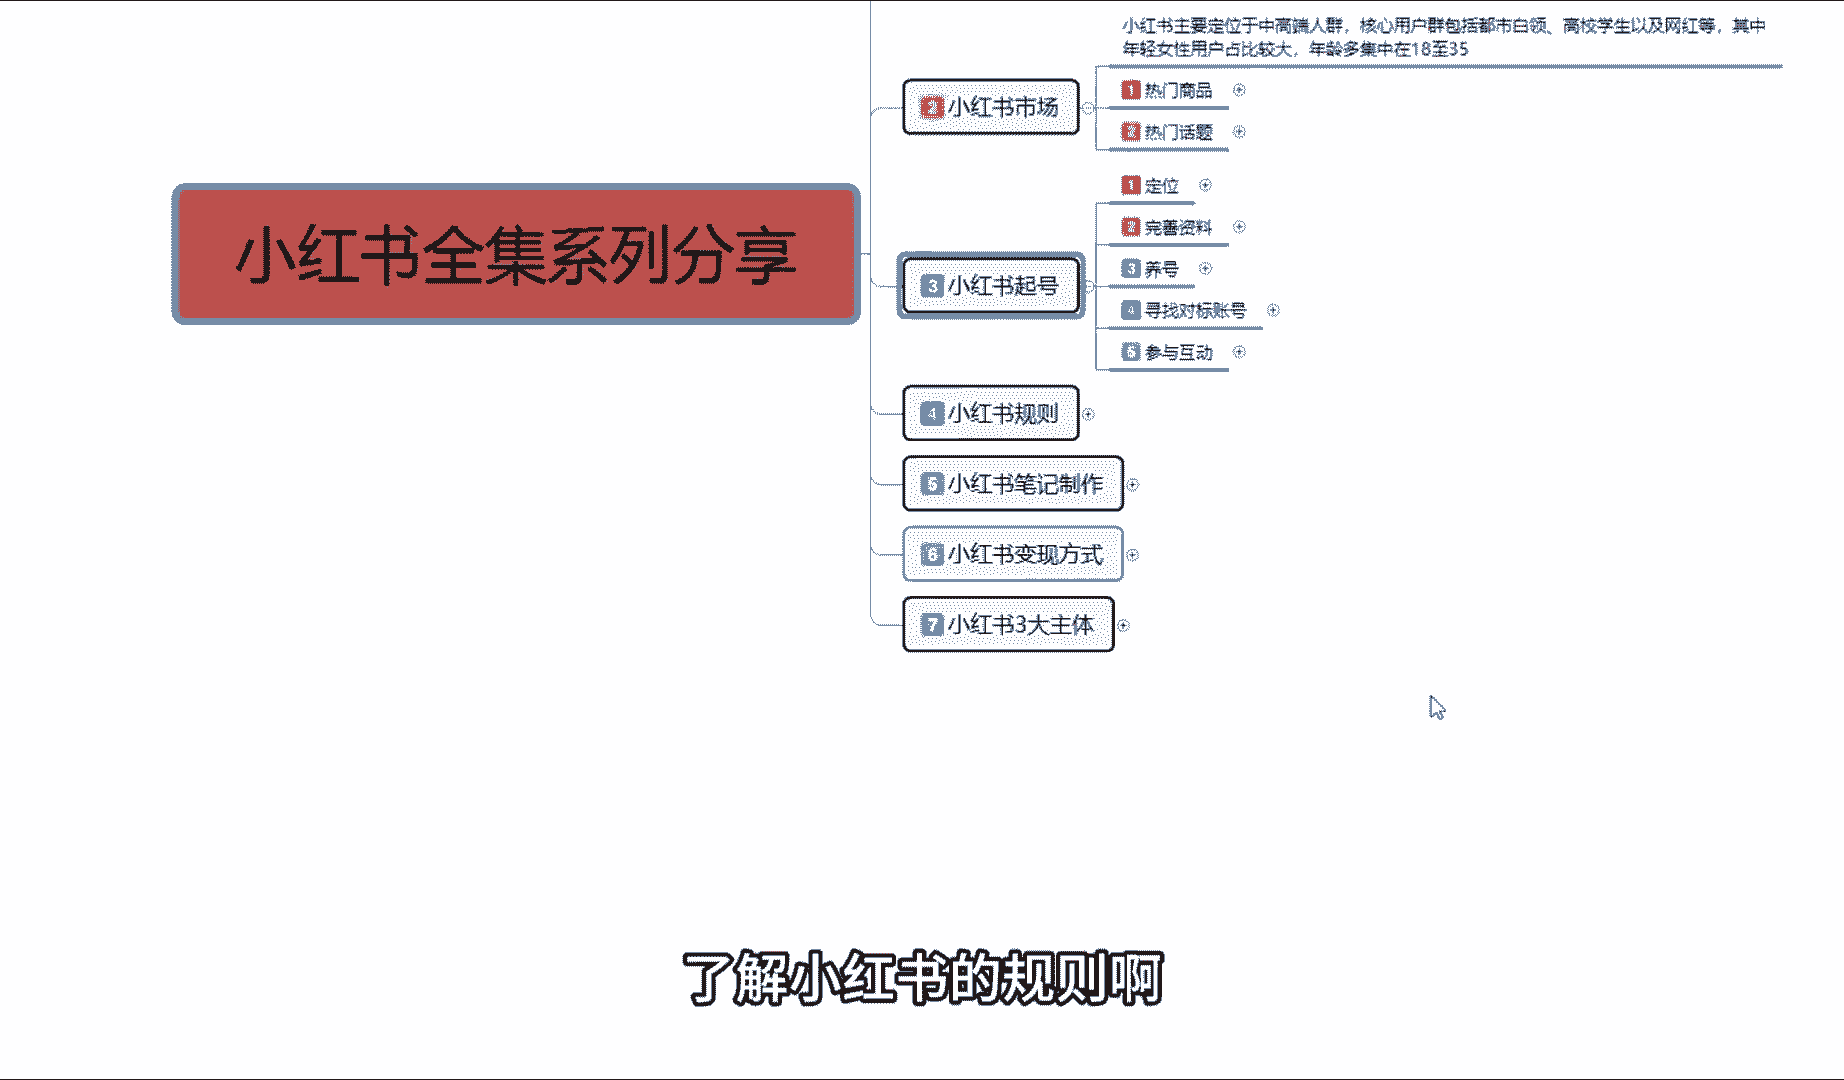 小红书主要定位于中高端人群，核心用户群包括都市白领、高校学生以及网红等，其中
年轻女性用户占比较大，年龄多集中在18至35
2 小红书市场
1 热门商品
2 热门话题
小红书全集系列分享
3 小红书起号
1 定位
2 完善资料
3 养号
4 寻找对标账号
5 参与互动
4 小红书规则
5 小红书笔记制作
6 小红书变现方式
7 小红书3大主体
了解小红书的规则啊